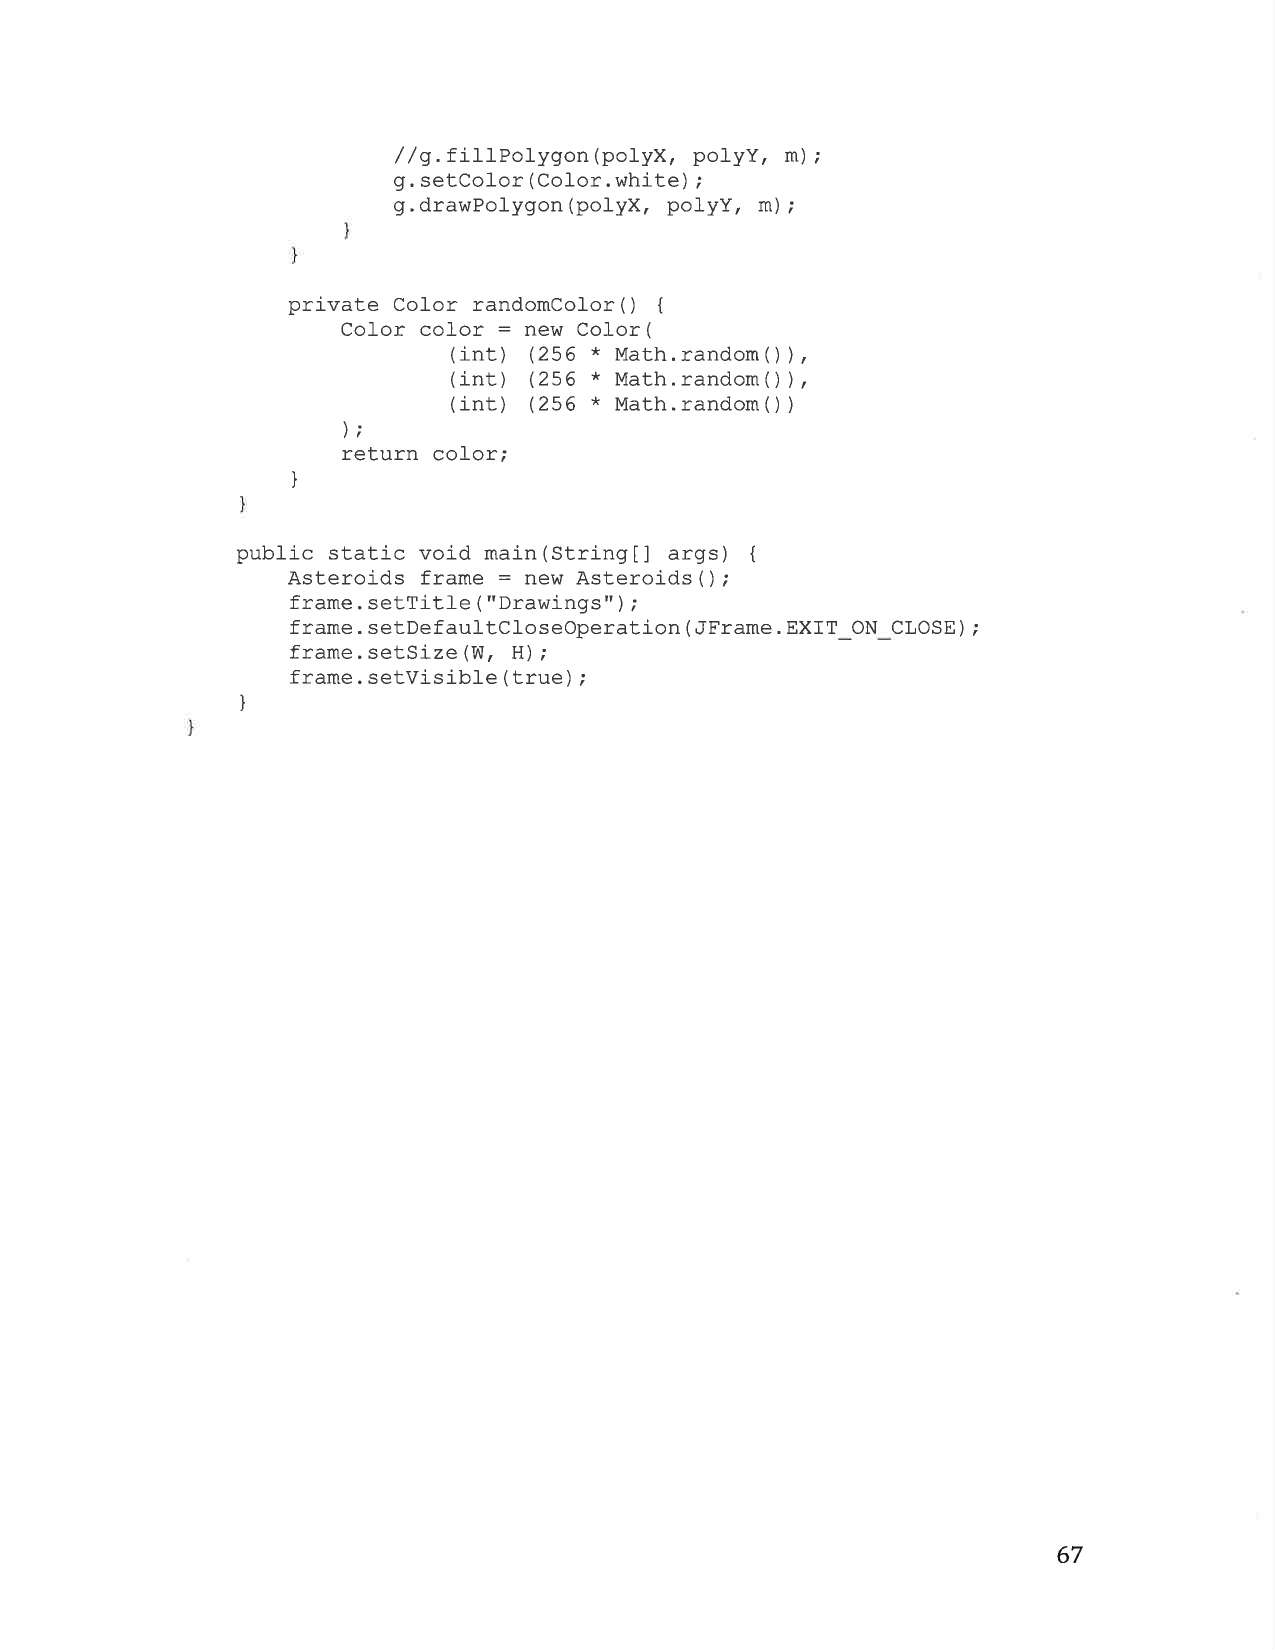 //g.fillPolygon(polyX, polyY, m);
g.setColor(Color.white);
g.drawPolygon(polyX, polyY, m);
}
}
private Color randomColor() {
Color color = new Color(
(int) (256 * Math.random()),
(int) (256 * Math.random()),
(int) (256 * Math.random())
);
return color;
}
}
public static void main(String[] args) {
Asteroids frame = new Asteroids();
frame.setTitle("Drawings");
frame.setDefaultCloseOperation(JFrame.EXIT_ON_CLOSE);
frame.setSize(W, H);
frame.setVisible(true);
}
}
67